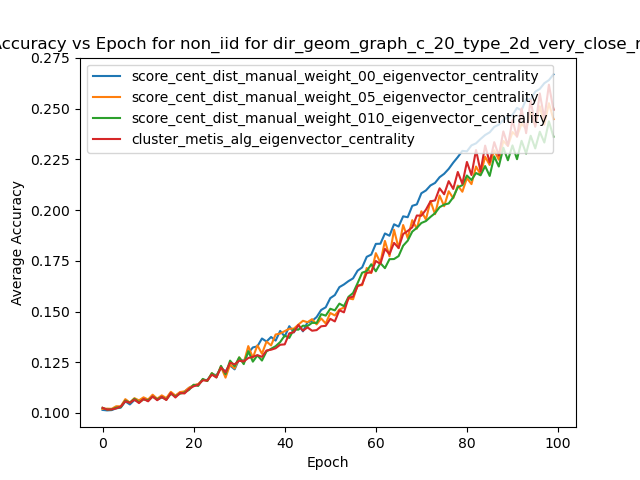 Accuracy vs Epoch for non_iid for dir_geom_graph_c_20_type_2d_very_close_
score_cent_dist_manual_weight_00_eigenvector_centrality
score_cent_dist_manual_weight_05_eigenvector_centrality
score_cent_dist_manual_weight_010_eigenvector_centrality
cluster_metis_alg_eigenvector_centrality
0.275
0.250
0.225
0.200
0.175
0.150
0.125
0.100
Average Accuracy
0 20 40 60 80 100
Epoch